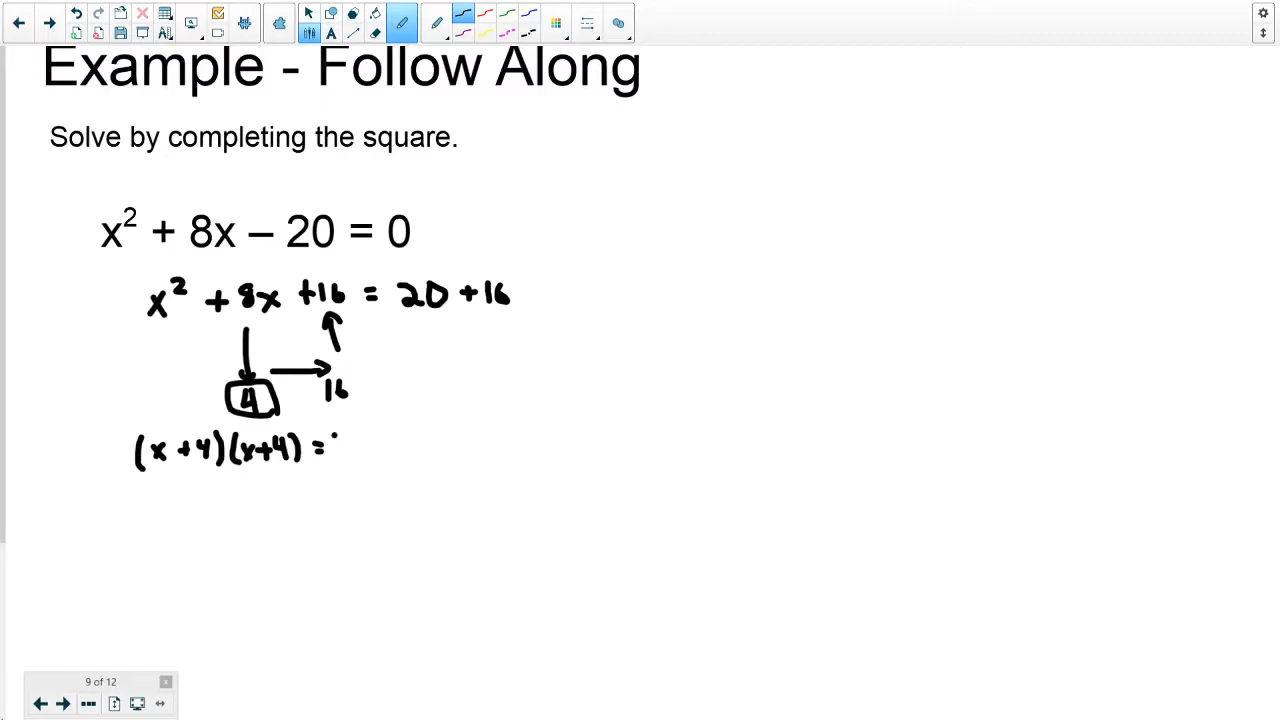 Example - Follow Along
Solve by completing the square.
x² + 8x – 20 = 0
x² + 8x + 16 = 20 + 16
4
16
(x + 4)(x + 4) =
9 of 12